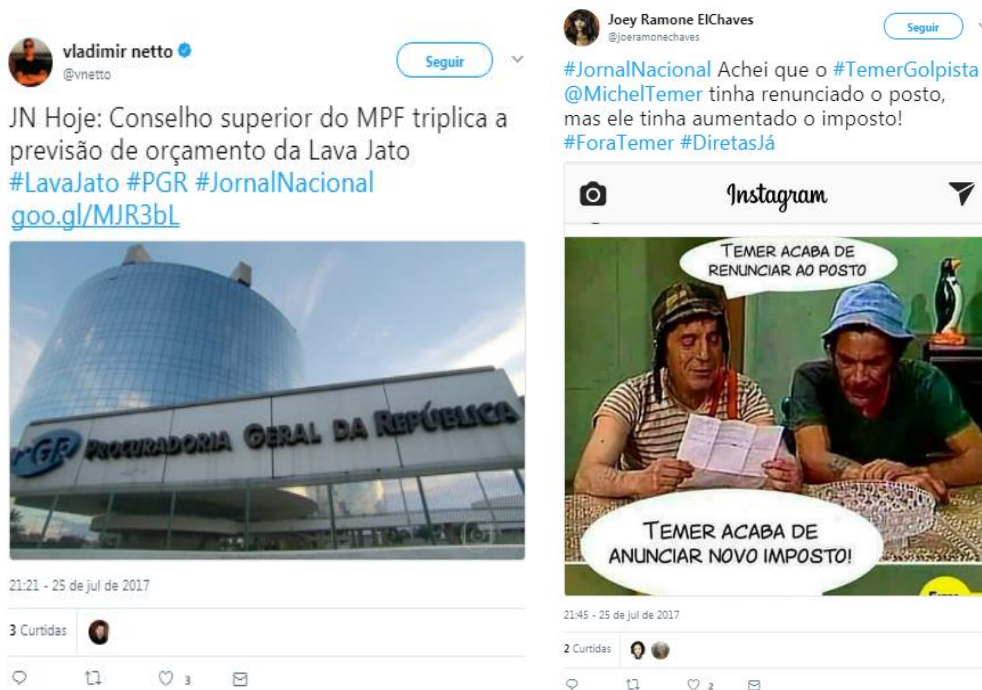 vladimir netto
@vnetto
Seguir
JN Hoje: Conselho superior do MPF triplica a
previsão de orçamento da Lava Jato
#LavaJato #PGR #JornalNacional
goo.gl/MJR3bL
PGR PROCURADORIA GERAL DA REPÚBLICA
21:21 - 25 de jul de 2017
3 Curtidas
3
Joey Ramone ElChaves
@joeramonechaves
Seguir
#JornalNacional Achei que o #TemerGolpista
@MichelTemer tinha renunciado o posto,
mas ele tinha aumentado o imposto!
#ForaTemer #DiretasJá
Instagram
TEMER ACABA DE
RENUNCIAR AO POSTO
TEMER ACABA DE
ANUNCIAR NOVO IMPOSTO!
21:45 - 25 de jul de 2017
2 Curtidas
2